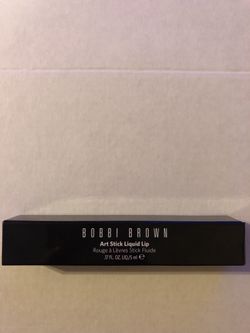 BOBBI BROWN
Art Stick Liquid Lip
Rouge à Lèvres Stick Fluide
.17 FL. OZ. LIQ./5 ml ℮